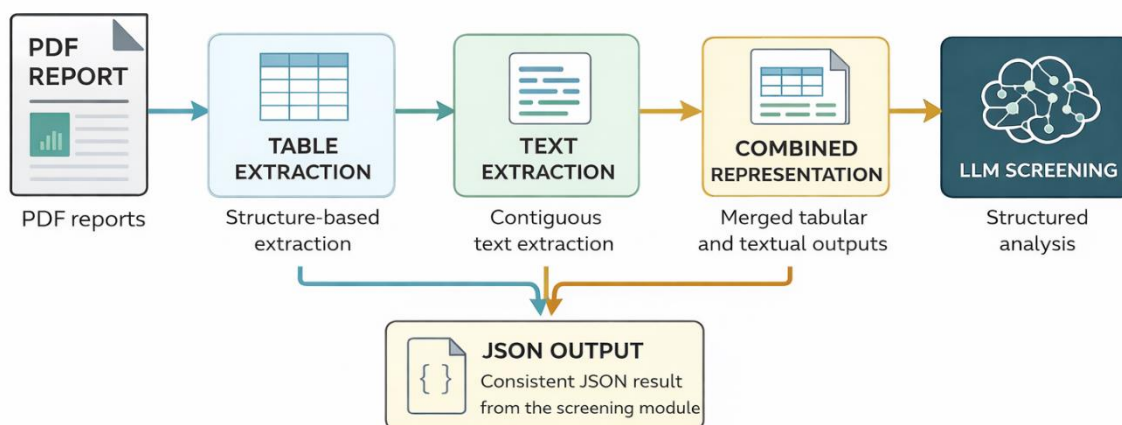 PDF
REPORT
TABLE
EXTRACTION
TEXT
EXTRACTION
COMBINED
REPRESENTATION
LLM SCREENING
PDF reports
Structure-based
extraction
Contiguous
text extraction
Merged tabular
and textual outputs
Structured
analysis
{ }
JSON OUTPUT
Consistent JSON result
from the screening module